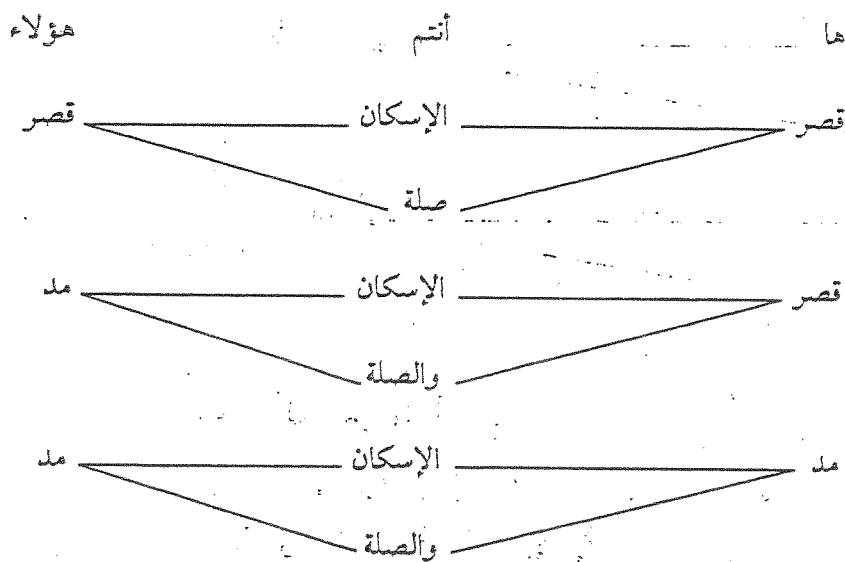 ها أنتم هؤلاء
قصر الإسكان قصر
صلة
قصر الإسكان مد
والصلة
مد الإسكان مد
والصلة